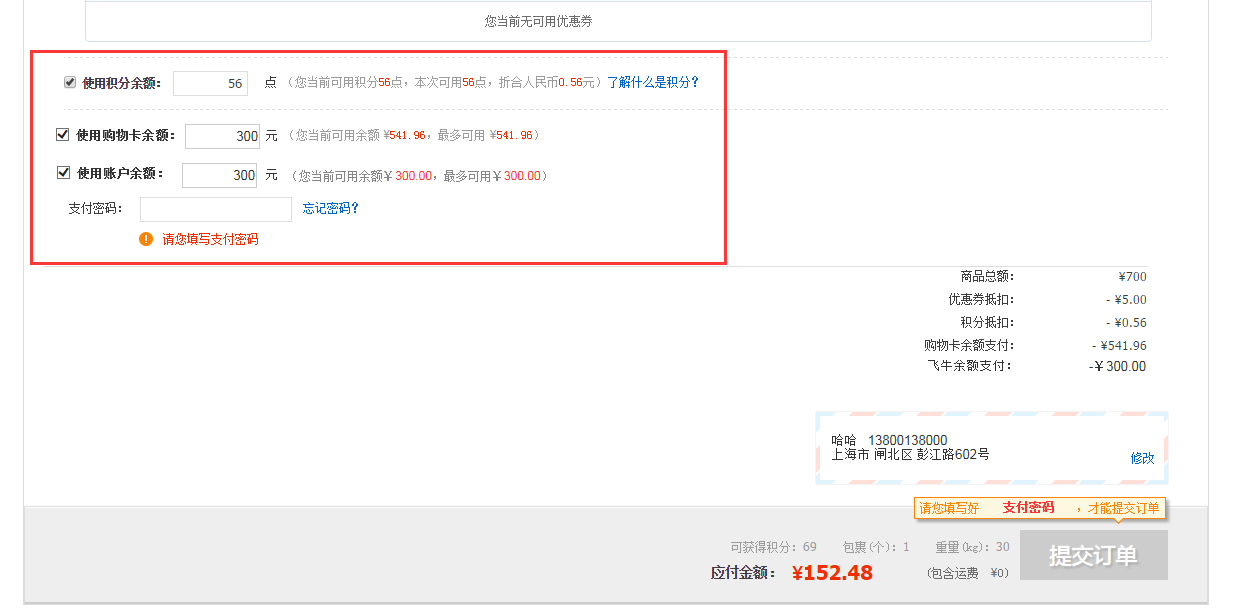 您当前无可用优惠券
使用积分余额： 56 点 （您当前可用积分56点，本次可用56点，折合人民币0.56元）了解什么是积分？
使用购物卡余额： 300 元 （您当前可用余额 ¥541.96，最多可用 ¥541.96）
使用账户余额： 300 元 （您当前可用余额￥300.00，最多可用￥300.00）
支付密码： 忘记密码？
请您填写支付密码
商品总额： ¥700
优惠券抵扣： - ¥5.00
积分抵扣： - ¥0.56
购物卡余额支付： - ¥541.96
飞牛余额支付： -￥300.00
哈哈 13800138000
上海市 闸北区 彭江路602号
修改
请您填写好 支付密码 ，才能提交订单
可获得积分：69 包裹(个)：1 重量(kg)：30
应付金额： ¥152.48 (包含运费 ¥0)
提交订单